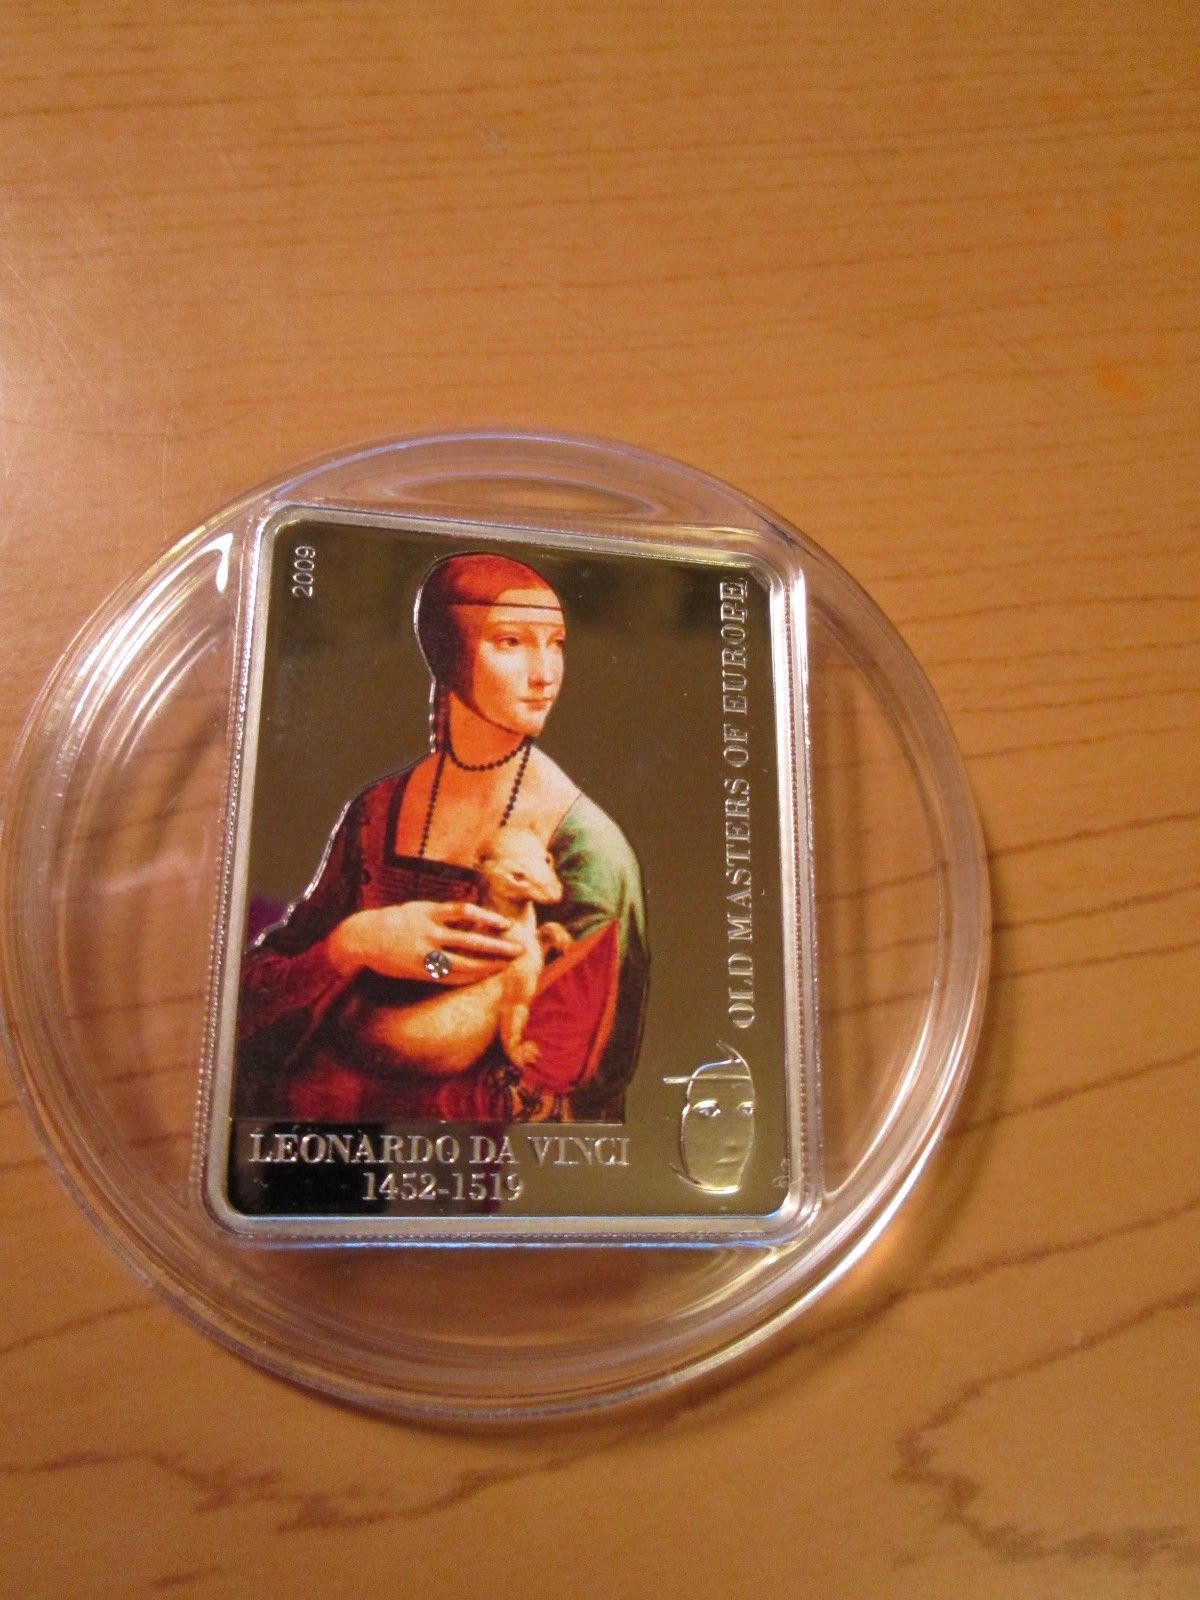 2009
OLD MASTERS OF EUROPE
LEONARDO DA VINCI
1452-1519